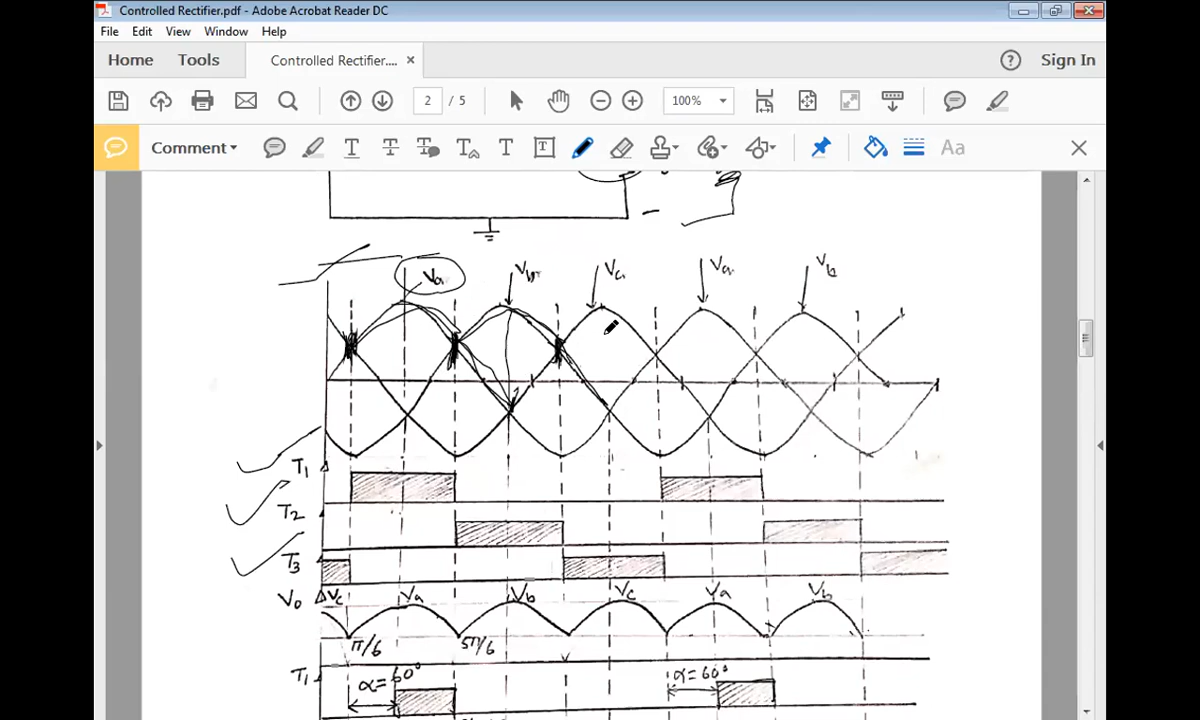 Controlled Rectifier.pdf - Adobe Acrobat Reader DC
File Edit View Window Help
Home Tools Controlled Rectifier.... × Sign In
2 / 5 100%
Comment Aa
Va Vb Vc Va Vb
T1
T2
T3
V0 Vc Va Vb Vc Va Vb
π/6 5π/6
T1 α=60° α=60°